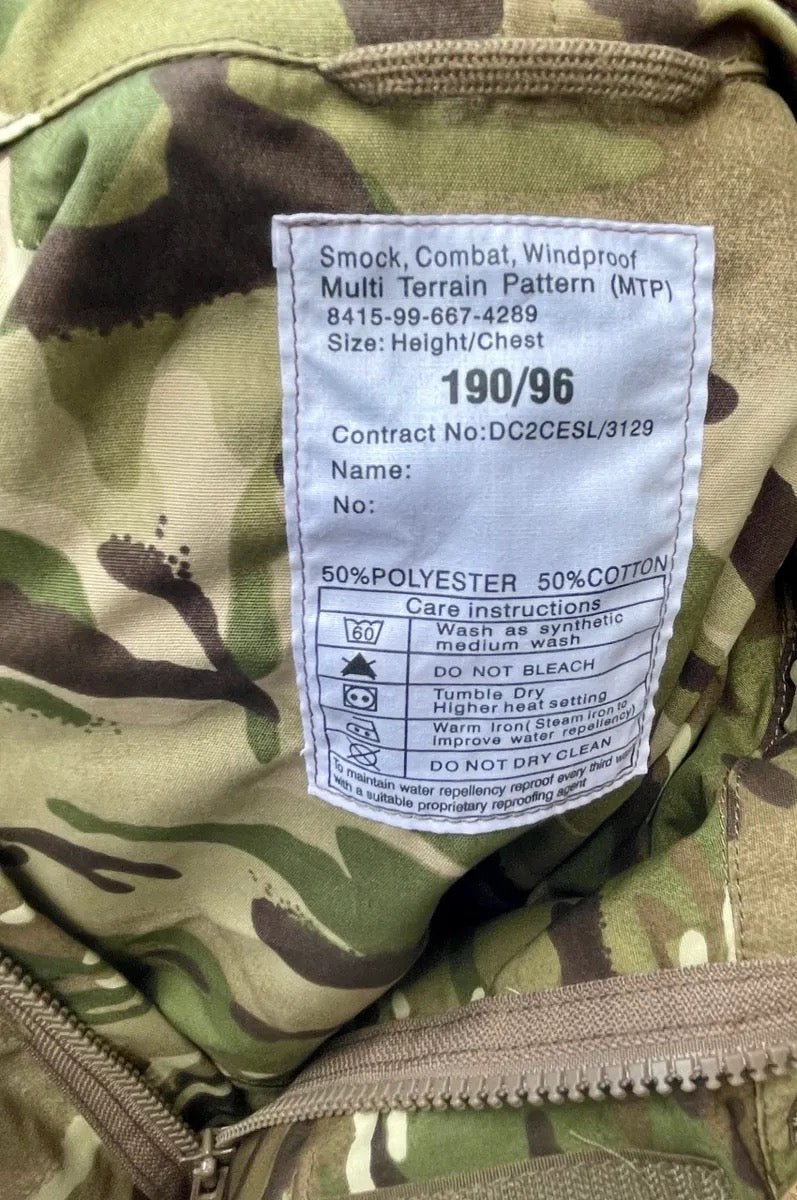 Smock, Combat, Windproof
Multi Terrain Pattern (MTP)
8415-99-667-4289
Size: Height/Chest
190/96
Contract No:DC2CESL/3129
Name:
No:
50%POLYESTER 50%COTTON
Care instructions
60
Wash as synthetic
medium wash
DO NOT BLEACH
Tumble Dry
Higher heat setting
Warm Iron(Steam iron to
improve water repellency)
DO NOT DRY CLEAN
To maintain water repellency reproof every third
with a suitable proprietary reproofing agent